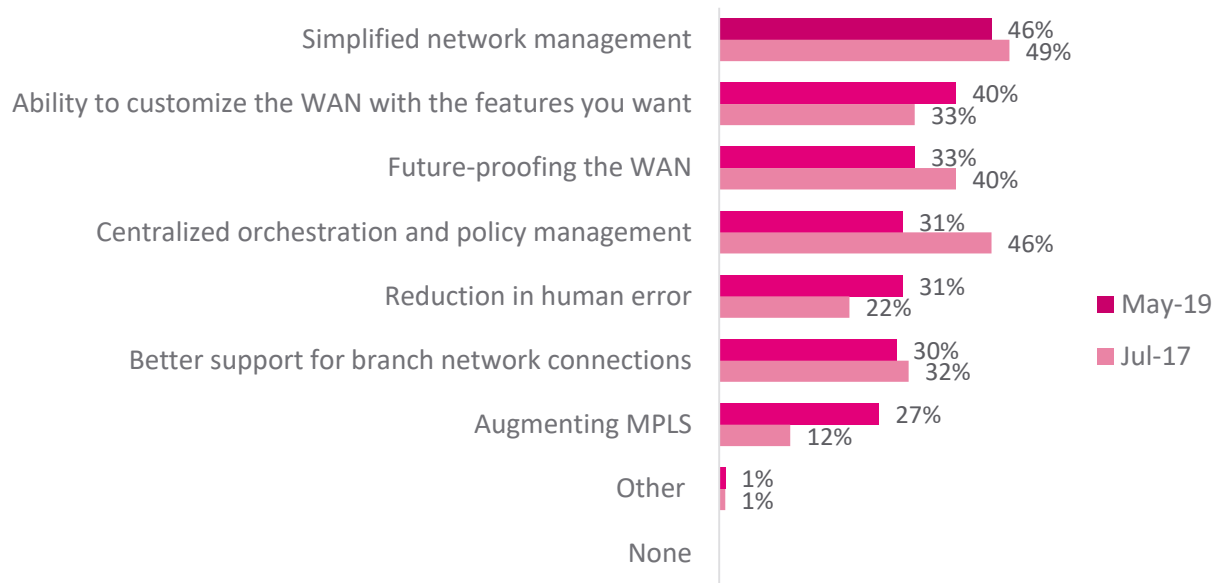 Simplified network management
46%
49%
Ability to customize the WAN with the features you want
40%
33%
Future-proofing the WAN
33%
40%
Centralized orchestration and policy management
31%
46%
Reduction in human error
31%
22%
Better support for branch network connections
30%
32%
Augmenting MPLS
27%
12%
Other
1%
1%
None
May-19
Jul-17